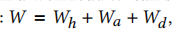 : W = W_h + W_a + W_d,